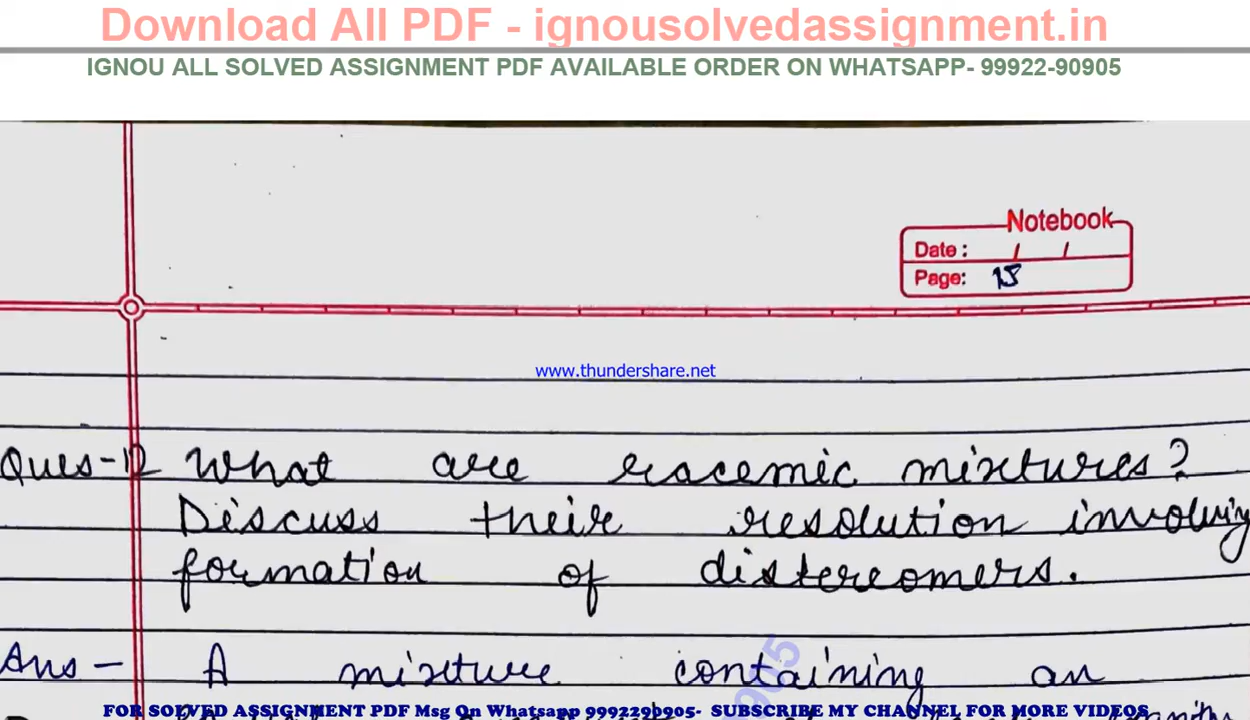 Download All PDF - ignousolvedassignment.in
IGNOU ALL SOLVED ASSIGNMENT PDF AVAILABLE ORDER ON WHATSAPP- 99922-90905
Notebook
Date: / /
Page: 18
www.thundershare.net
Ques-12 What are racemic mixtures?
Discuss their resolution involving
formation of distereomers.
Ans - A mixture containing an
FOR SOLVED ASSIGNMENT PDF Msg On Whatsapp 9992290905- SUBSCRIBE MY CHANNEL FOR MORE VIDEOS